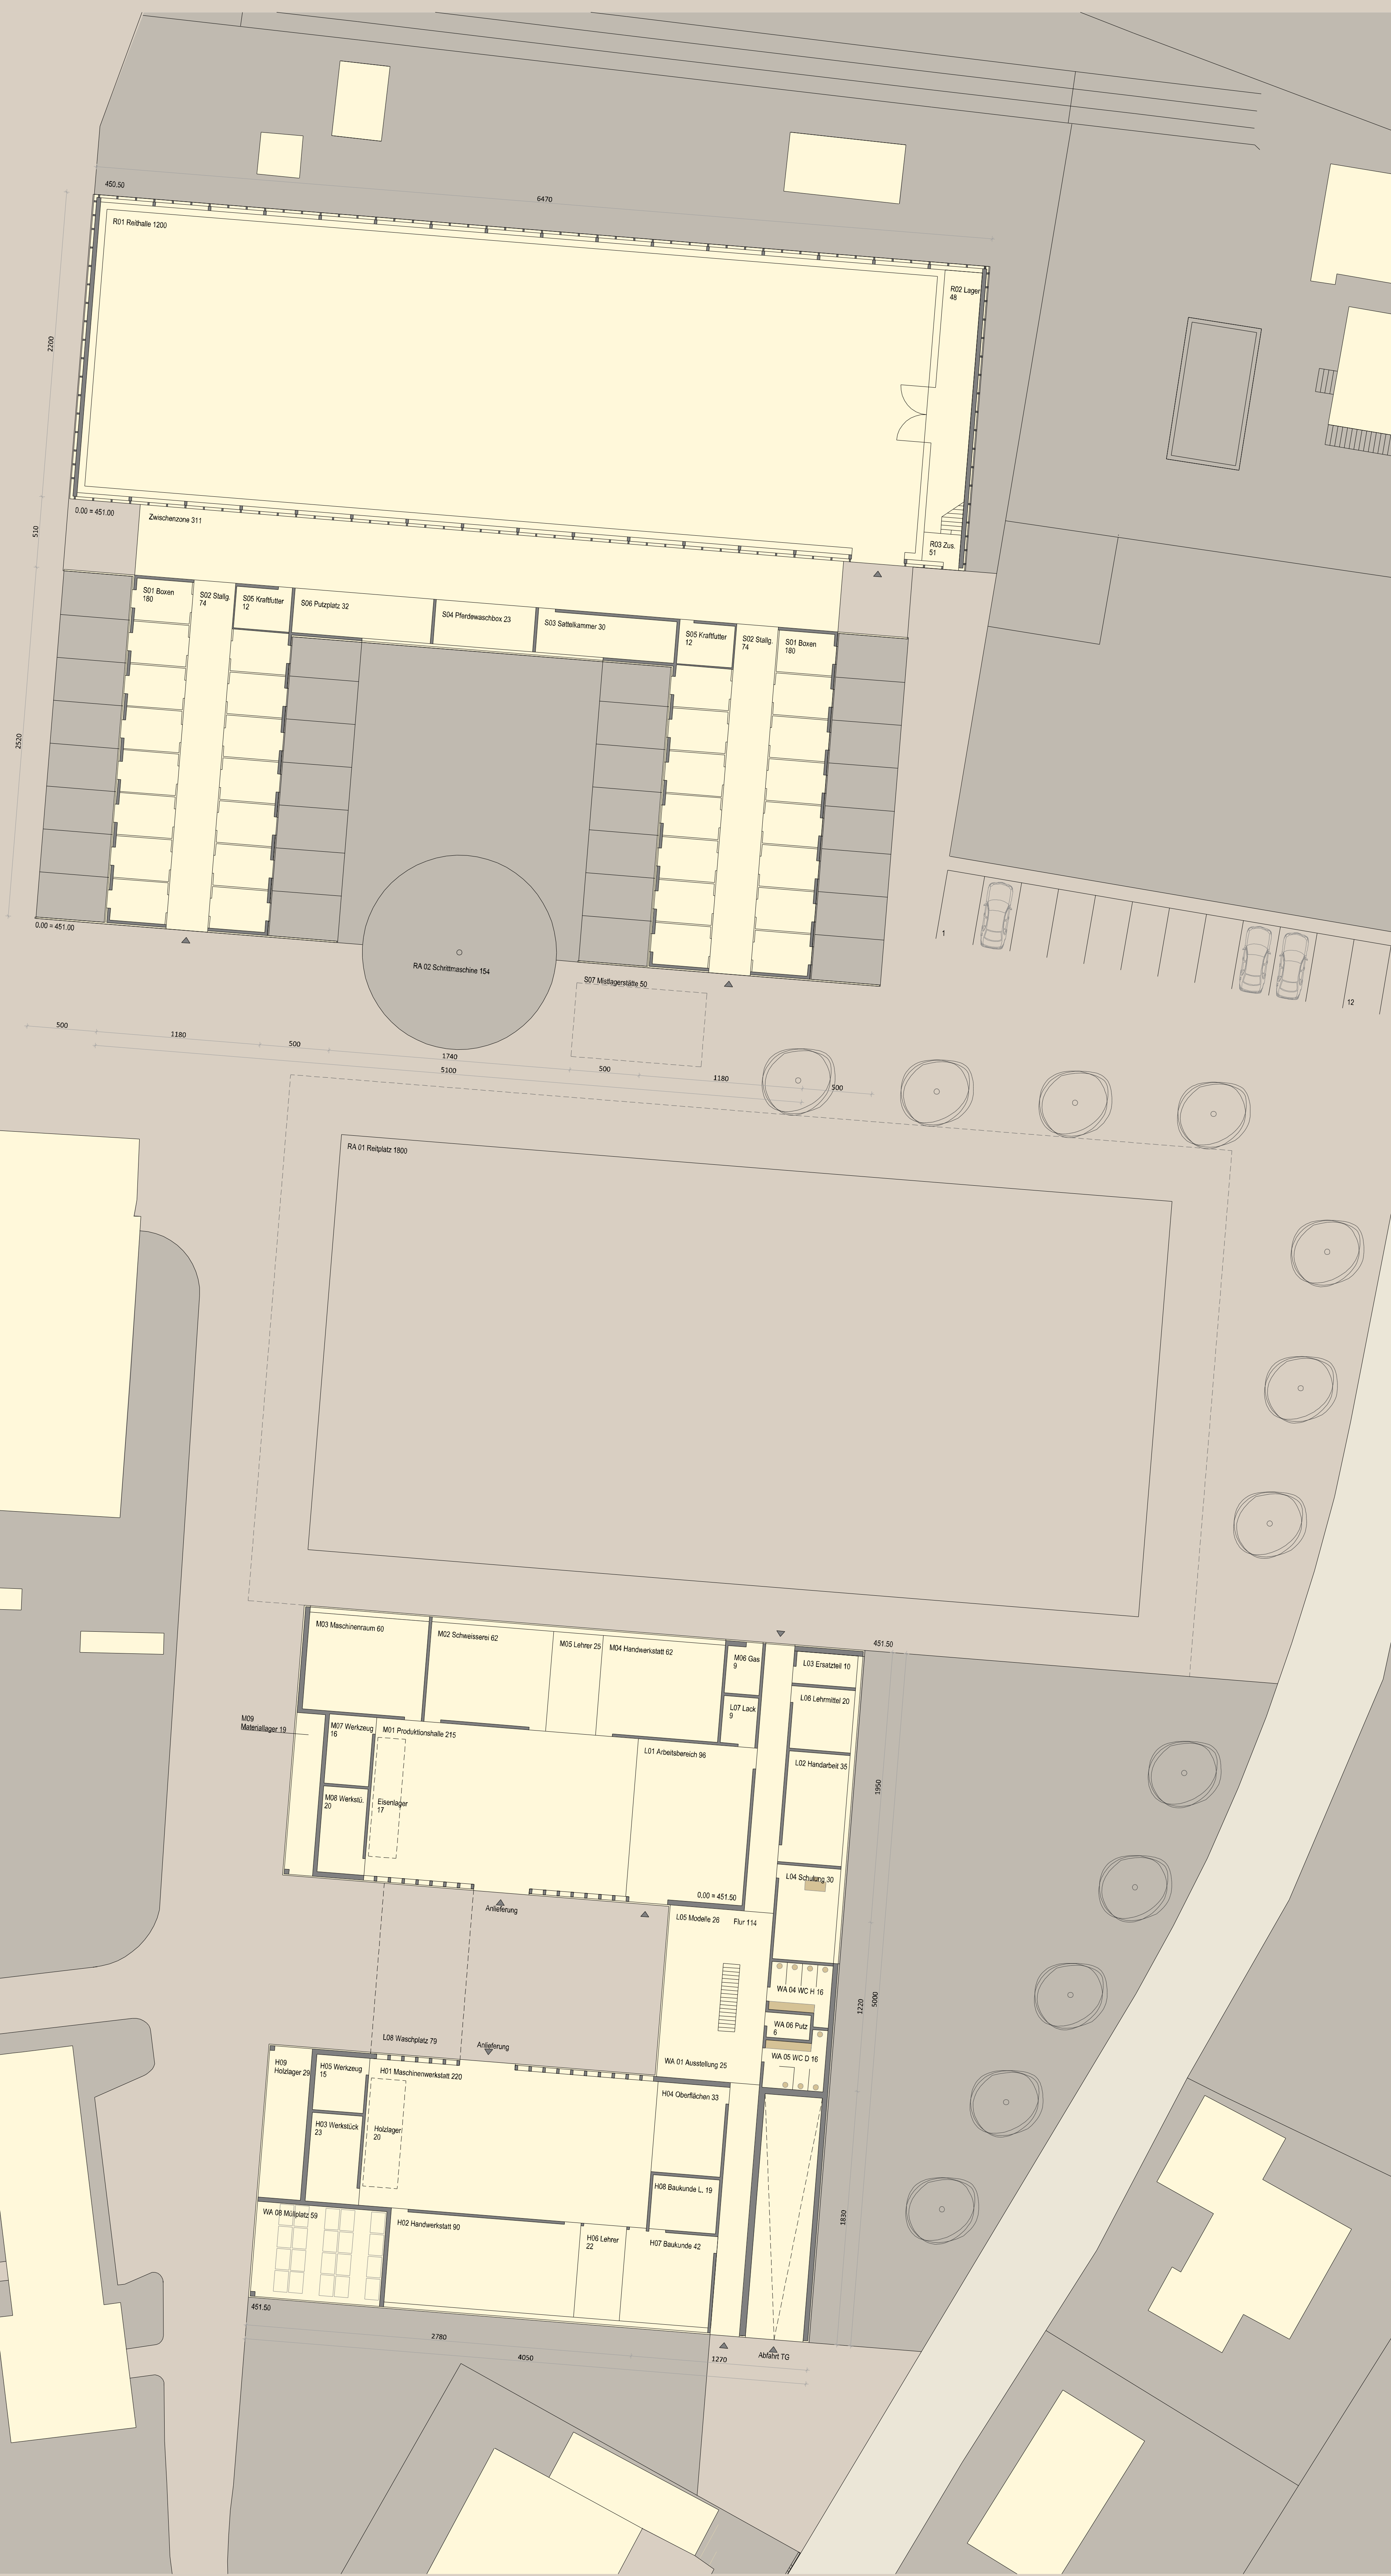 450.50
6470
R01 Reithalle 1200
R02 Lager
48
2200
0.00 = 451.00
Zwischenzone 311
510
R03 Zus.
51
S01 Boxen
180
S02 Stallg.
74
S05 Kraftfutter
12
S06 Putzplatz 32
S04 Pferdewaschbox 23
S03 Sattelkammer 30
S05 Kraftfutter
12
S02 Stallg.
74
S01 Boxen
180
2520
0.00 = 451.00
RA 02 Schrittmaschine 154
S07 Mistlagerstätte 50
1
12
500
1180
500
1740
5100
500
1180
500
RA 01 Reitplatz 1800
M03 Maschinenraum 60
M02 Schweisserei 62
M05 Lehrer 25
M04 Handwerkstatt 62
M06 Gas
9
451.50
L03 Ersatzteil 10
L06 Lehrmittel 20
L07 Lack
9
M09
Materiallager 19
M07 Werkzeug
16
M01 Produktionshalle 215
L01 Arbeitsbereich 96
L02 Handarbeit 35
1950
M08 Werkstü.
20
Eisenlager
17
L04 Schulung 30
0.00 = 451.50
Anlieferung
L05 Modelle 26
Flur 114
WA 04 WC H 16
1220
5000
WA 06 Putz
6
L08 Waschplatz 79
Anlieferung
WA 05 WC D 16
WA 01 Ausstellung 25
H09
Holzlager 29
H05 Werkzeug
15
H01 Maschinenwerkstatt 220
H04 Oberflächen 33
H03 Werkstück
23
Holzlager
20
H08 Baukunde L. 19
WA 08 Müllplatz 59
H02 Handwerkstatt 90
H06 Lehrer
22
H07 Baukunde 42
1830
451.50
2780
4050
1270
Abfahrt TG